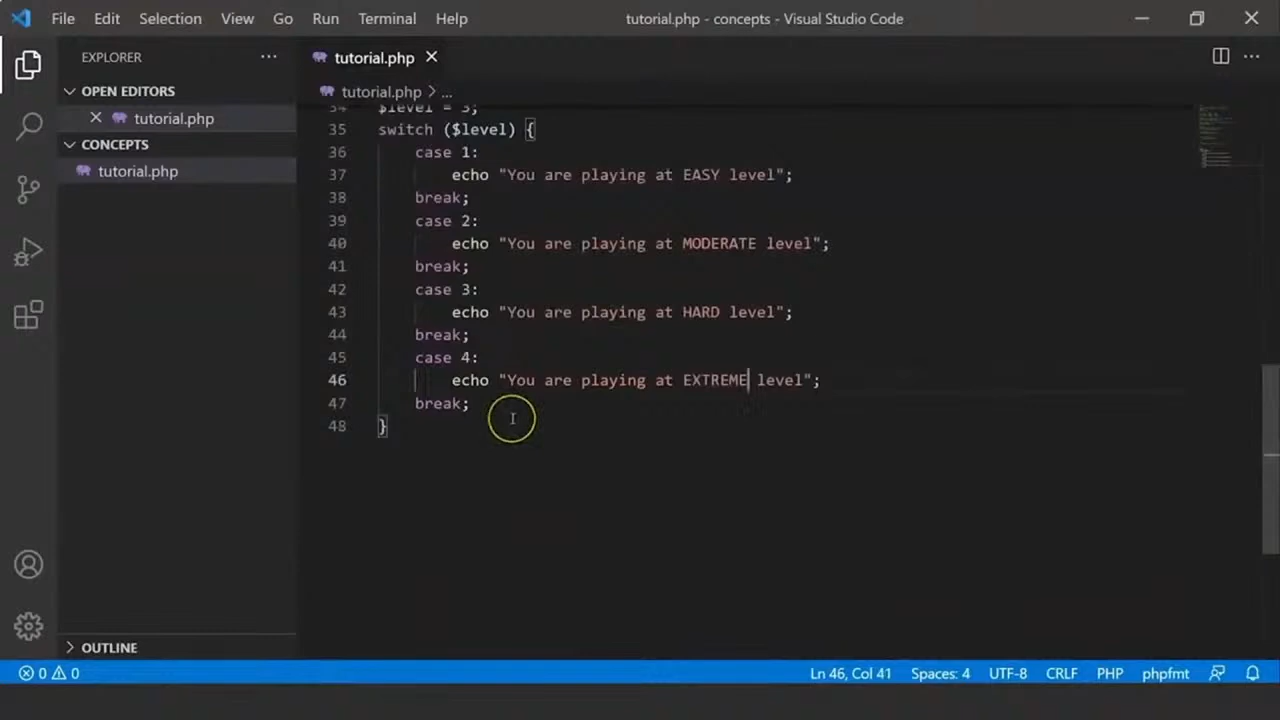 File Edit Selection View Go Run Terminal Help tutorial.php - concepts - Visual Studio Code
EXPLORER
OPEN EDITORS
tutorial.php
CONCEPTS
tutorial.php
tutorial.php
tutorial.php > ...
34 $level = 3;
35 switch ($level) {
36 case 1:
37 echo "You are playing at EASY level";
38 break;
39 case 2:
40 echo "You are playing at MODERATE level";
41 break;
42 case 3:
43 echo "You are playing at HARD level";
44 break;
45 case 4:
46 echo "You are playing at EXTREME level";
47 break;
48 }
OUTLINE
0 0 Ln 46, Col 41 Spaces: 4 UTF-8 CRLF PHP phpfmt